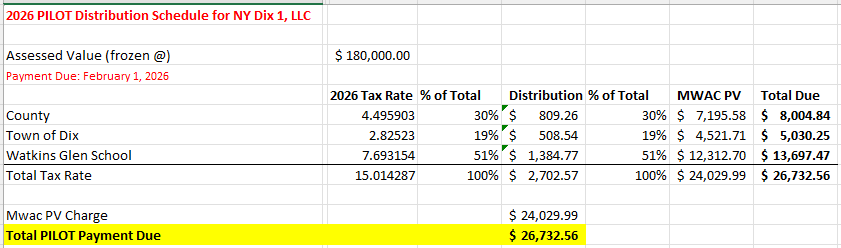 2026 PILOT Distribution Schedule for NY Dix 1, LLC
Assessed Value (frozen @) $ 180,000.00
Payment Due: February 1, 2026
2026 Tax Rate % of Total Distribution % of Total MWAC PV Total Due
County 4.495903 30% $ 809.26 30% $ 7,195.58 $ 8,004.84
Town of Dix 2.82523 19% $ 508.54 19% $ 4,521.71 $ 5,030.25
Watkins Glen School 7.693154 51% $ 1,384.77 51% $ 12,312.70 $ 13,697.47
Total Tax Rate 15.014287 100% $ 2,702.57 100% $ 24,029.99 $ 26,732.56
Mwac PV Charge $ 24,029.99
Total PILOT Payment Due $ 26,732.56